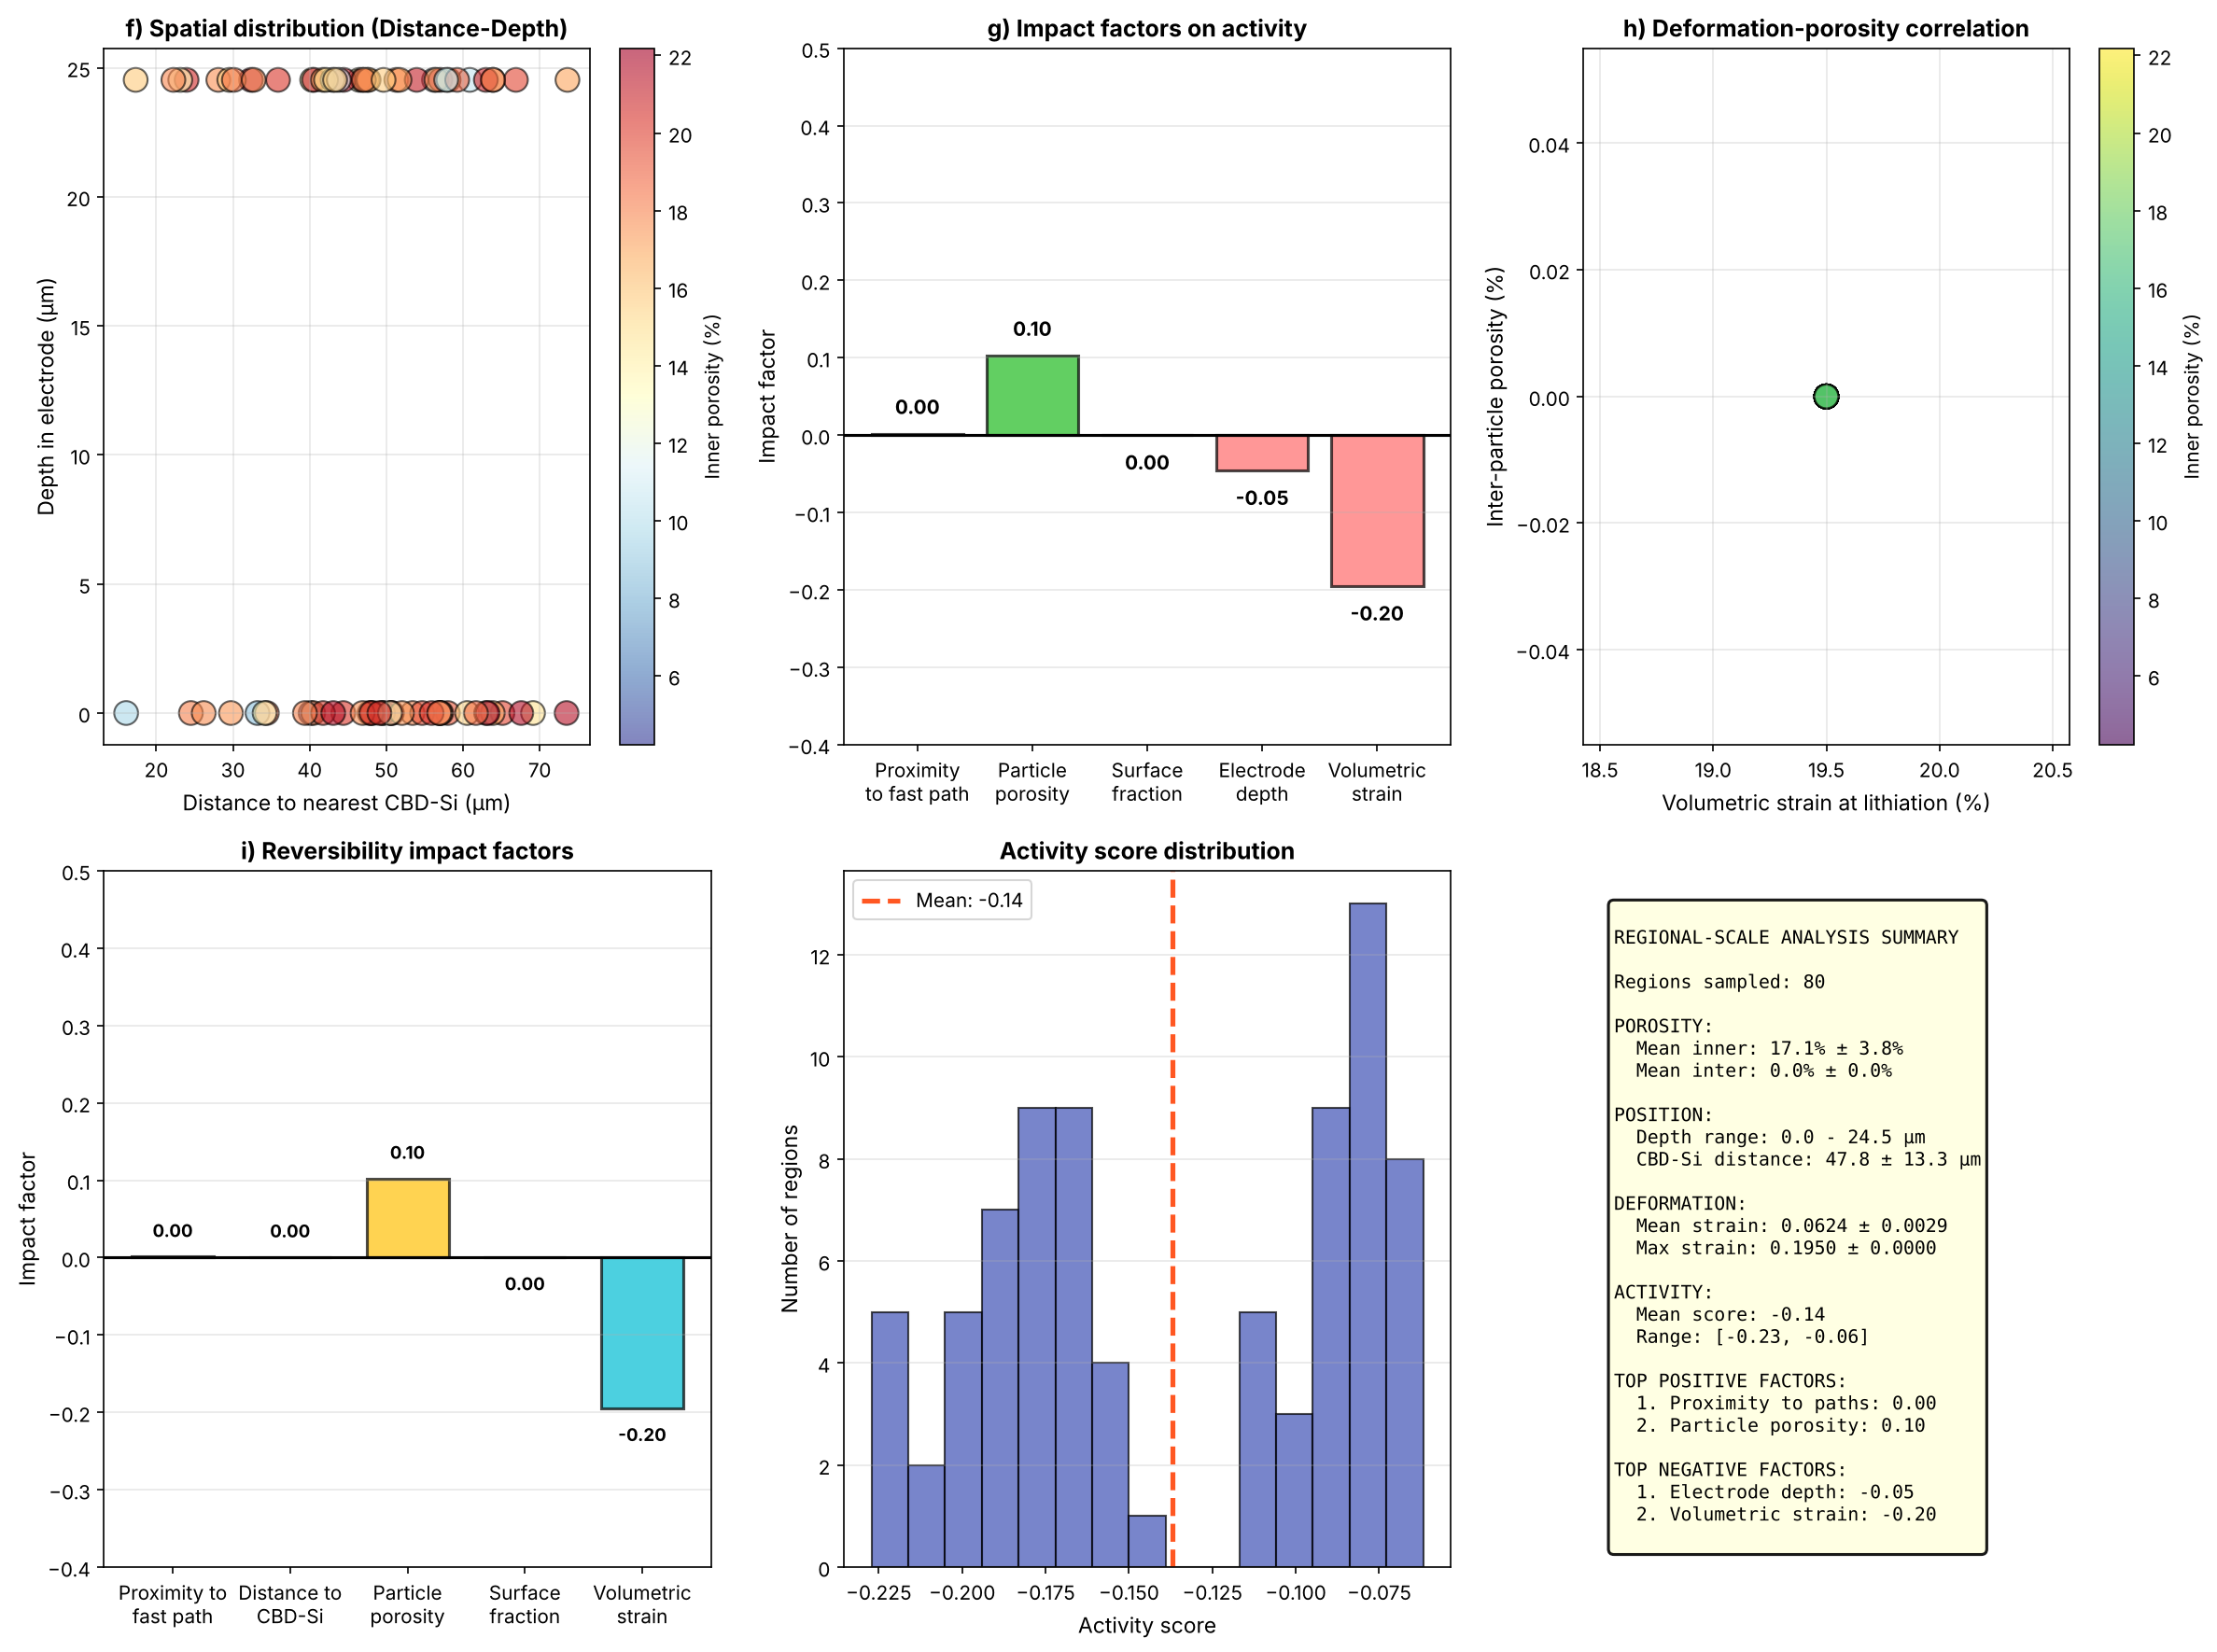 f) Spatial distribution (Distance-Depth)
25
20
15
10
5
0
Depth in electrode (μm)
20 30 40 50 60 70
Distance to nearest CBD-Si (μm)
22
20
18
16
14
12
10
8
6
Inner porosity (%)
g) Impact factors on activity
0.5
0.4
0.3
0.2
0.1
0.0
−0.1
−0.2
−0.3
−0.4
Impact factor
0.00
0.10
0.00
-0.05
-0.20
Proximity Particle Surface Electrode Volumetric
to fast path porosity fraction depth strain
h) Deformation-porosity correlation
0.04
0.02
0.00
−0.02
−0.04
Inter-particle porosity (%)
18.5 19.0 19.5 20.0 20.5
Volumetric strain at lithiation (%)
22
20
18
16
14
12
10
8
6
Inner porosity (%)
i) Reversibility impact factors
0.5
0.4
0.3
0.2
0.1
0.0
−0.1
−0.2
−0.3
−0.4
Impact factor
0.00
0.00
0.10
0.00
-0.20
Proximity to Distance to Particle Surface Volumetric
fast path CBD-Si porosity fraction strain
Activity score distribution
Mean: -0.14
12
10
8
6
4
2
0
Number of regions
−0.225 −0.200 −0.175 −0.150 −0.125 −0.100 −0.075
Activity score
REGIONAL-SCALE ANALYSIS SUMMARY
Regions sampled: 80
POROSITY:
Mean inner: 17.1% ± 3.8%
Mean inter: 0.0% ± 0.0%
POSITION:
Depth range: 0.0 - 24.5 μm
CBD-Si distance: 47.8 ± 13.3 μm
DEFORMATION:
Mean strain: 0.0624 ± 0.0029
Max strain: 0.1950 ± 0.0000
ACTIVITY:
Mean score: -0.14
Range: [-0.23, -0.06]
TOP POSITIVE FACTORS:
1. Proximity to paths: 0.00
2. Particle porosity: 0.10
TOP NEGATIVE FACTORS:
1. Electrode depth: -0.05
2. Volumetric strain: -0.20